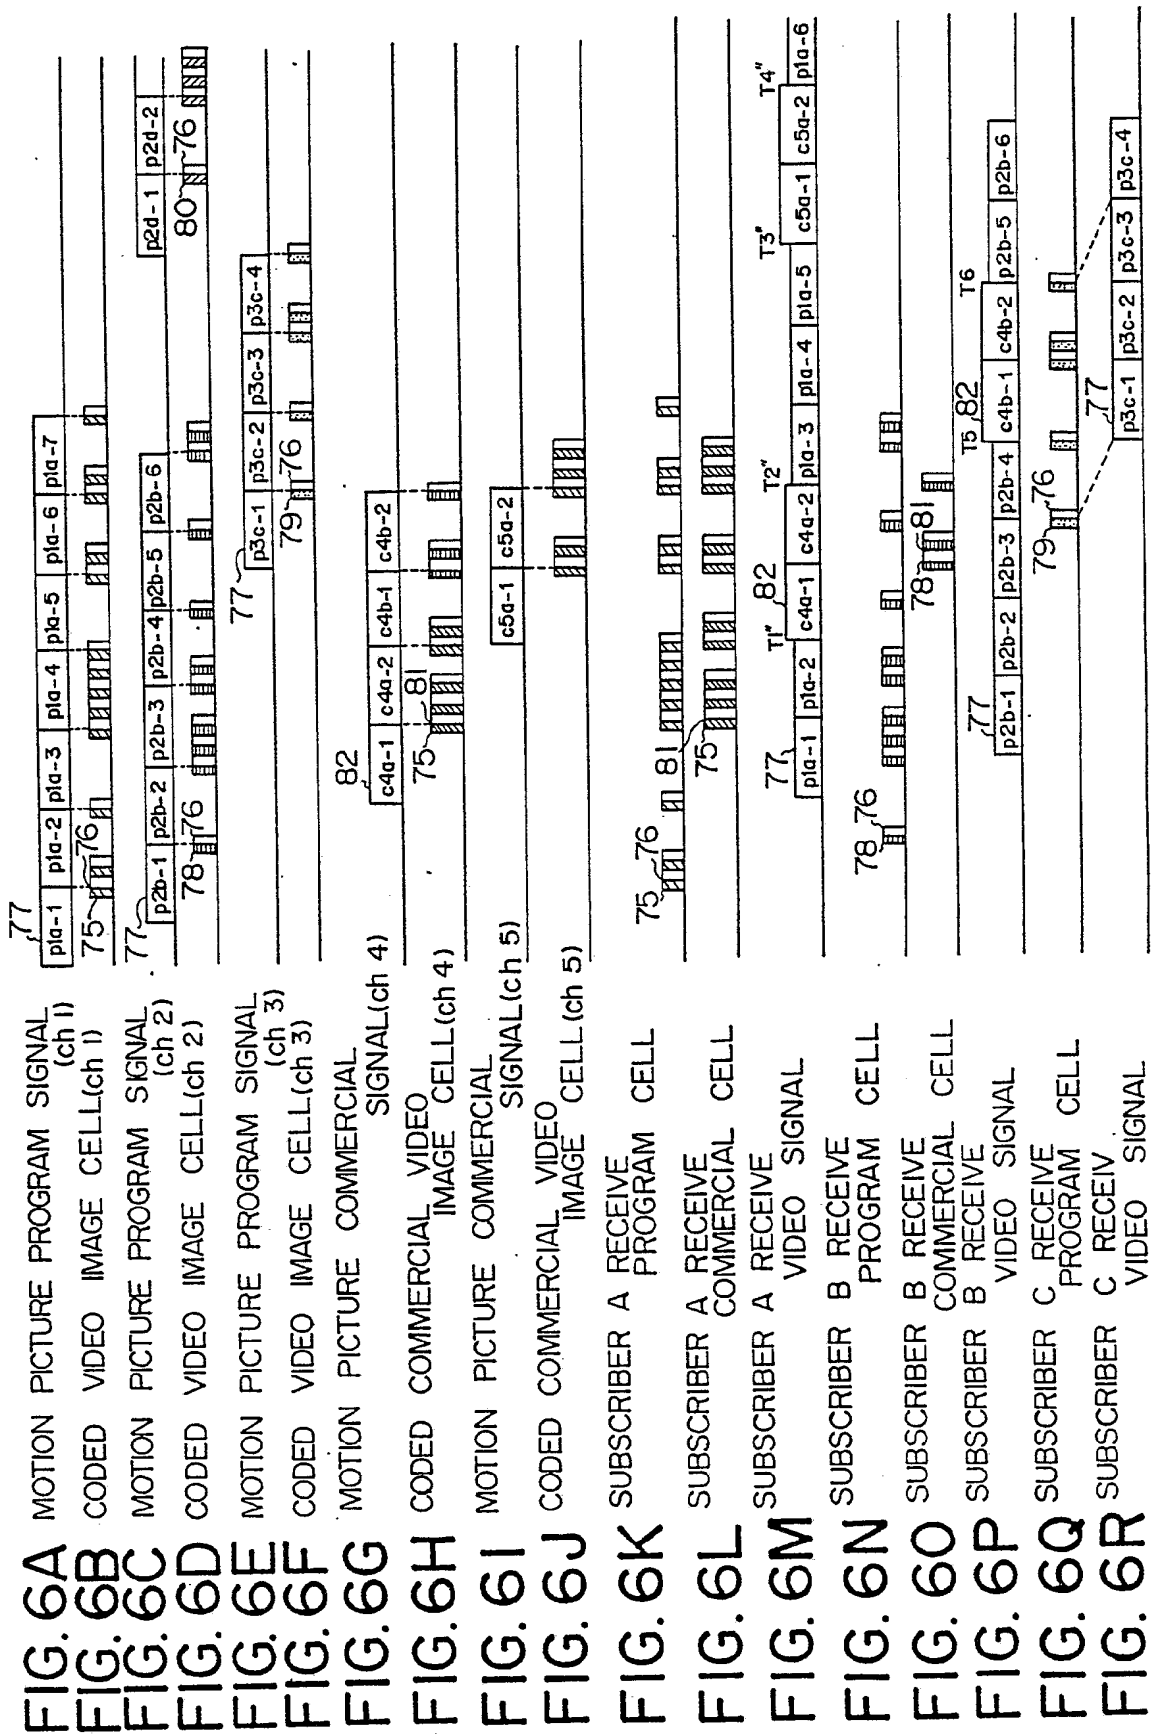 FIG. 6A MOTION PICTURE PROGRAM SIGNAL (ch 1)
77
p1a-1 p1a-2 p1a-3 p1a-4 p1a-5 p1a-6 p1a-7
FIG. 6B CODED VIDEO IMAGE CELL(ch 1)
75 76
FIG. 6C MOTION PICTURE PROGRAM SIGNAL (ch 2)
77
p2b-1 p2b-2 p2b-3 p2b-4 p2b-5 p2b-6 p2d-1 p2d-2
FIG. 6D CODED VIDEO IMAGE CELL(ch 2)
78 76 80 76
FIG. 6E MOTION PICTURE PROGRAM SIGNAL (ch 3)
77
p3c-1 p3c-2 p3c-3 p3c-4
FIG. 6F CODED VIDEO IMAGE CELL(ch 3)
79 76
FIG. 6G MOTION PICTURE COMMERCIAL SIGNAL(ch 4)
82
c4a-1 c4a-2 c4b-1 c4b-2
FIG. 6H CODED COMMERCIAL VIDEO IMAGE CELL(ch 4)
75 81
FIG. 6I MOTION PICTURE COMMERCIAL SIGNAL(ch 5)
c5a-1 c5a-2
FIG. 6J CODED COMMERCIAL VIDEO IMAGE CELL(ch 5)
FIG. 6K SUBSCRIBER A RECEIVE PROGRAM CELL
75 76
FIG. 6L SUBSCRIBER A RECEIVE COMMERCIAL CELL
75 81
FIG. 6M SUBSCRIBER A RECEIVE VIDEO SIGNAL
77 T1" 82 T2" T3" T4"
p1a-1 p1a-2 c4a-1 c4a-2 p1a-3 p1a-4 p1a-5 c5a-1 c5a-2 p1a-6
FIG. 6N SUBSCRIBER B RECEIVE PROGRAM CELL
78 76
FIG. 6O SUBSCRIBER B RECEIVE COMMERCIAL CELL
78 81
FIG. 6P SUBSCRIBER B RECEIVE VIDEO SIGNAL
77 T5 82 T6
p2b-1 p2b-2 p2b-3 p2b-4 c4b-1 c4b-2 p2b-5 p2b-6
FIG. 6Q SUBSCRIBER C RECEIVE PROGRAM CELL
79 76
FIG. 6R SUBSCRIBER C RECEIV VIDEO SIGNAL
77
p3c-1 p3c-2 p3c-3 p3c-4